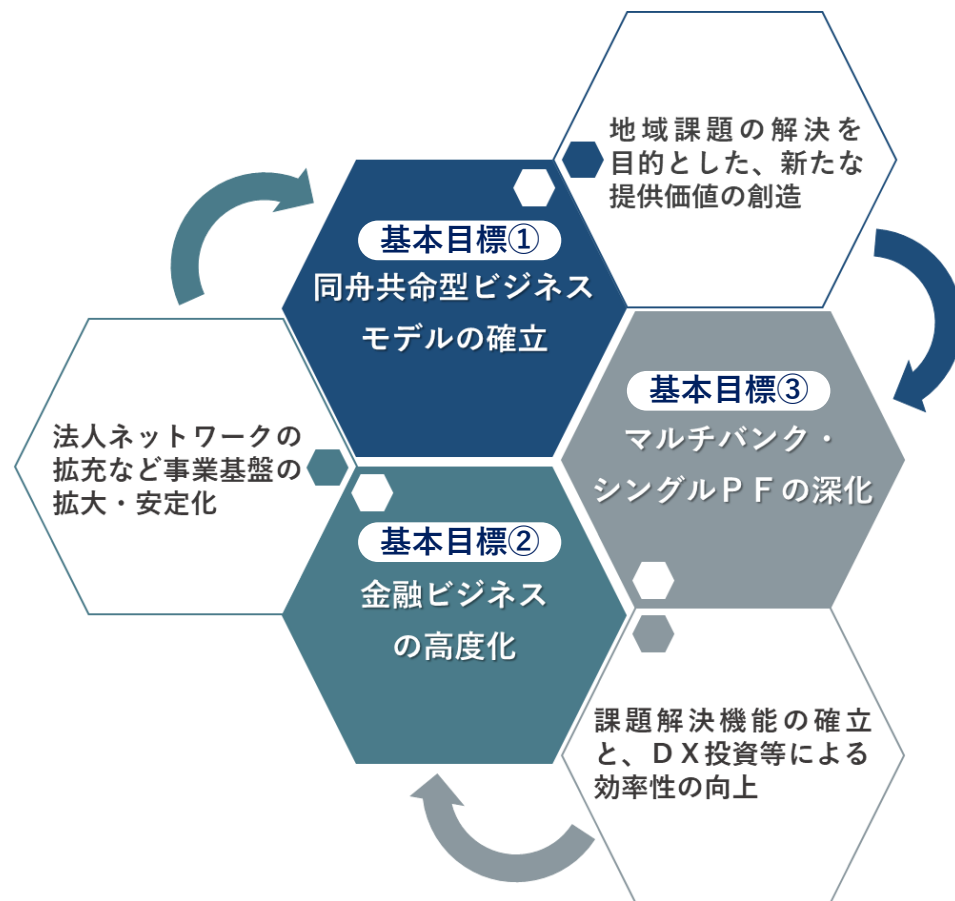 地域課題の解決を
目的とした、新たな
提供価値の創造
基本目標①
同舟共命型ビジネス
モデルの確立
基本目標③
マルチバンク・
シングルＰＦの深化
法人ネットワークの
拡充など事業基盤の
拡大・安定化
基本目標②
金融ビジネス
の高度化
課題解決機能の確立
と、ＤＸ投資等による
効率性の向上